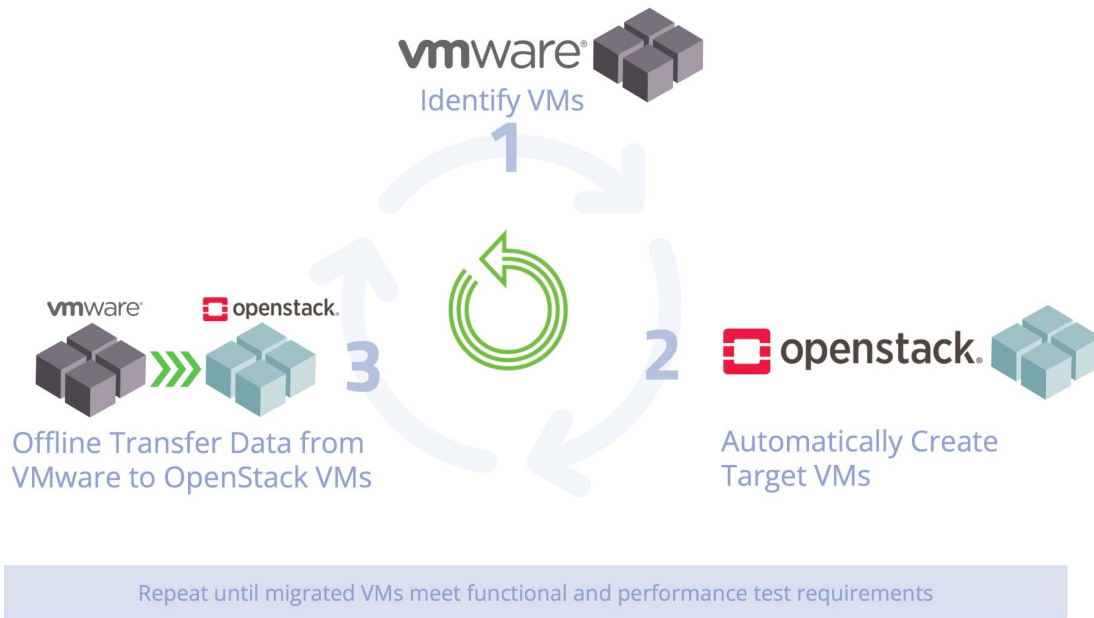 vmware®
Identify VMs
1
2
openstack.
Automatically Create
Target VMs
vmware®
openstack.
3
Offline Transfer Data from
VMware to OpenStack VMs
Repeat until migrated VMs meet functional and performance test requirements